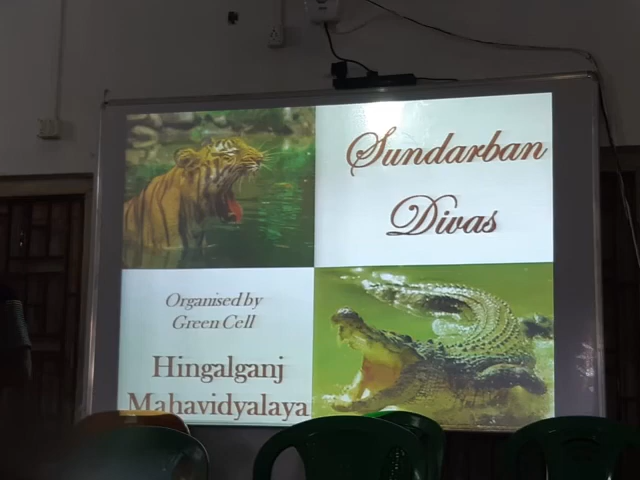 Sundarban
Divas
Organised by
Green Cell
Hingalganj
Mahavidyalaya